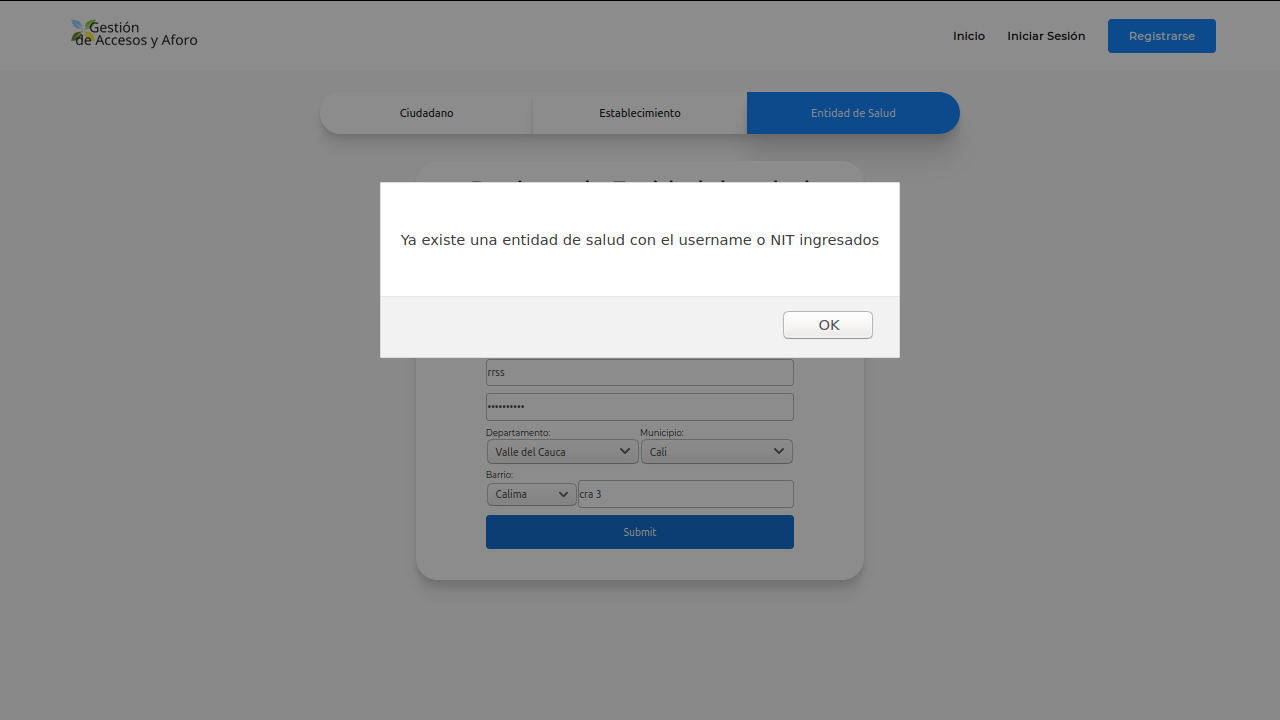 Gestión
de Accesos y Aforo
Inicio
Iniciar Sesión
Registrarse
Ciudadano
Establecimiento
Entidad de Salud
Ya existe una entidad de salud con el username o NIT ingresados
OK
rrss
••••••••••
Departamento:
Municipio:
Valle del Cauca
Cali
Barrio:
Calima
cra 3
Submit